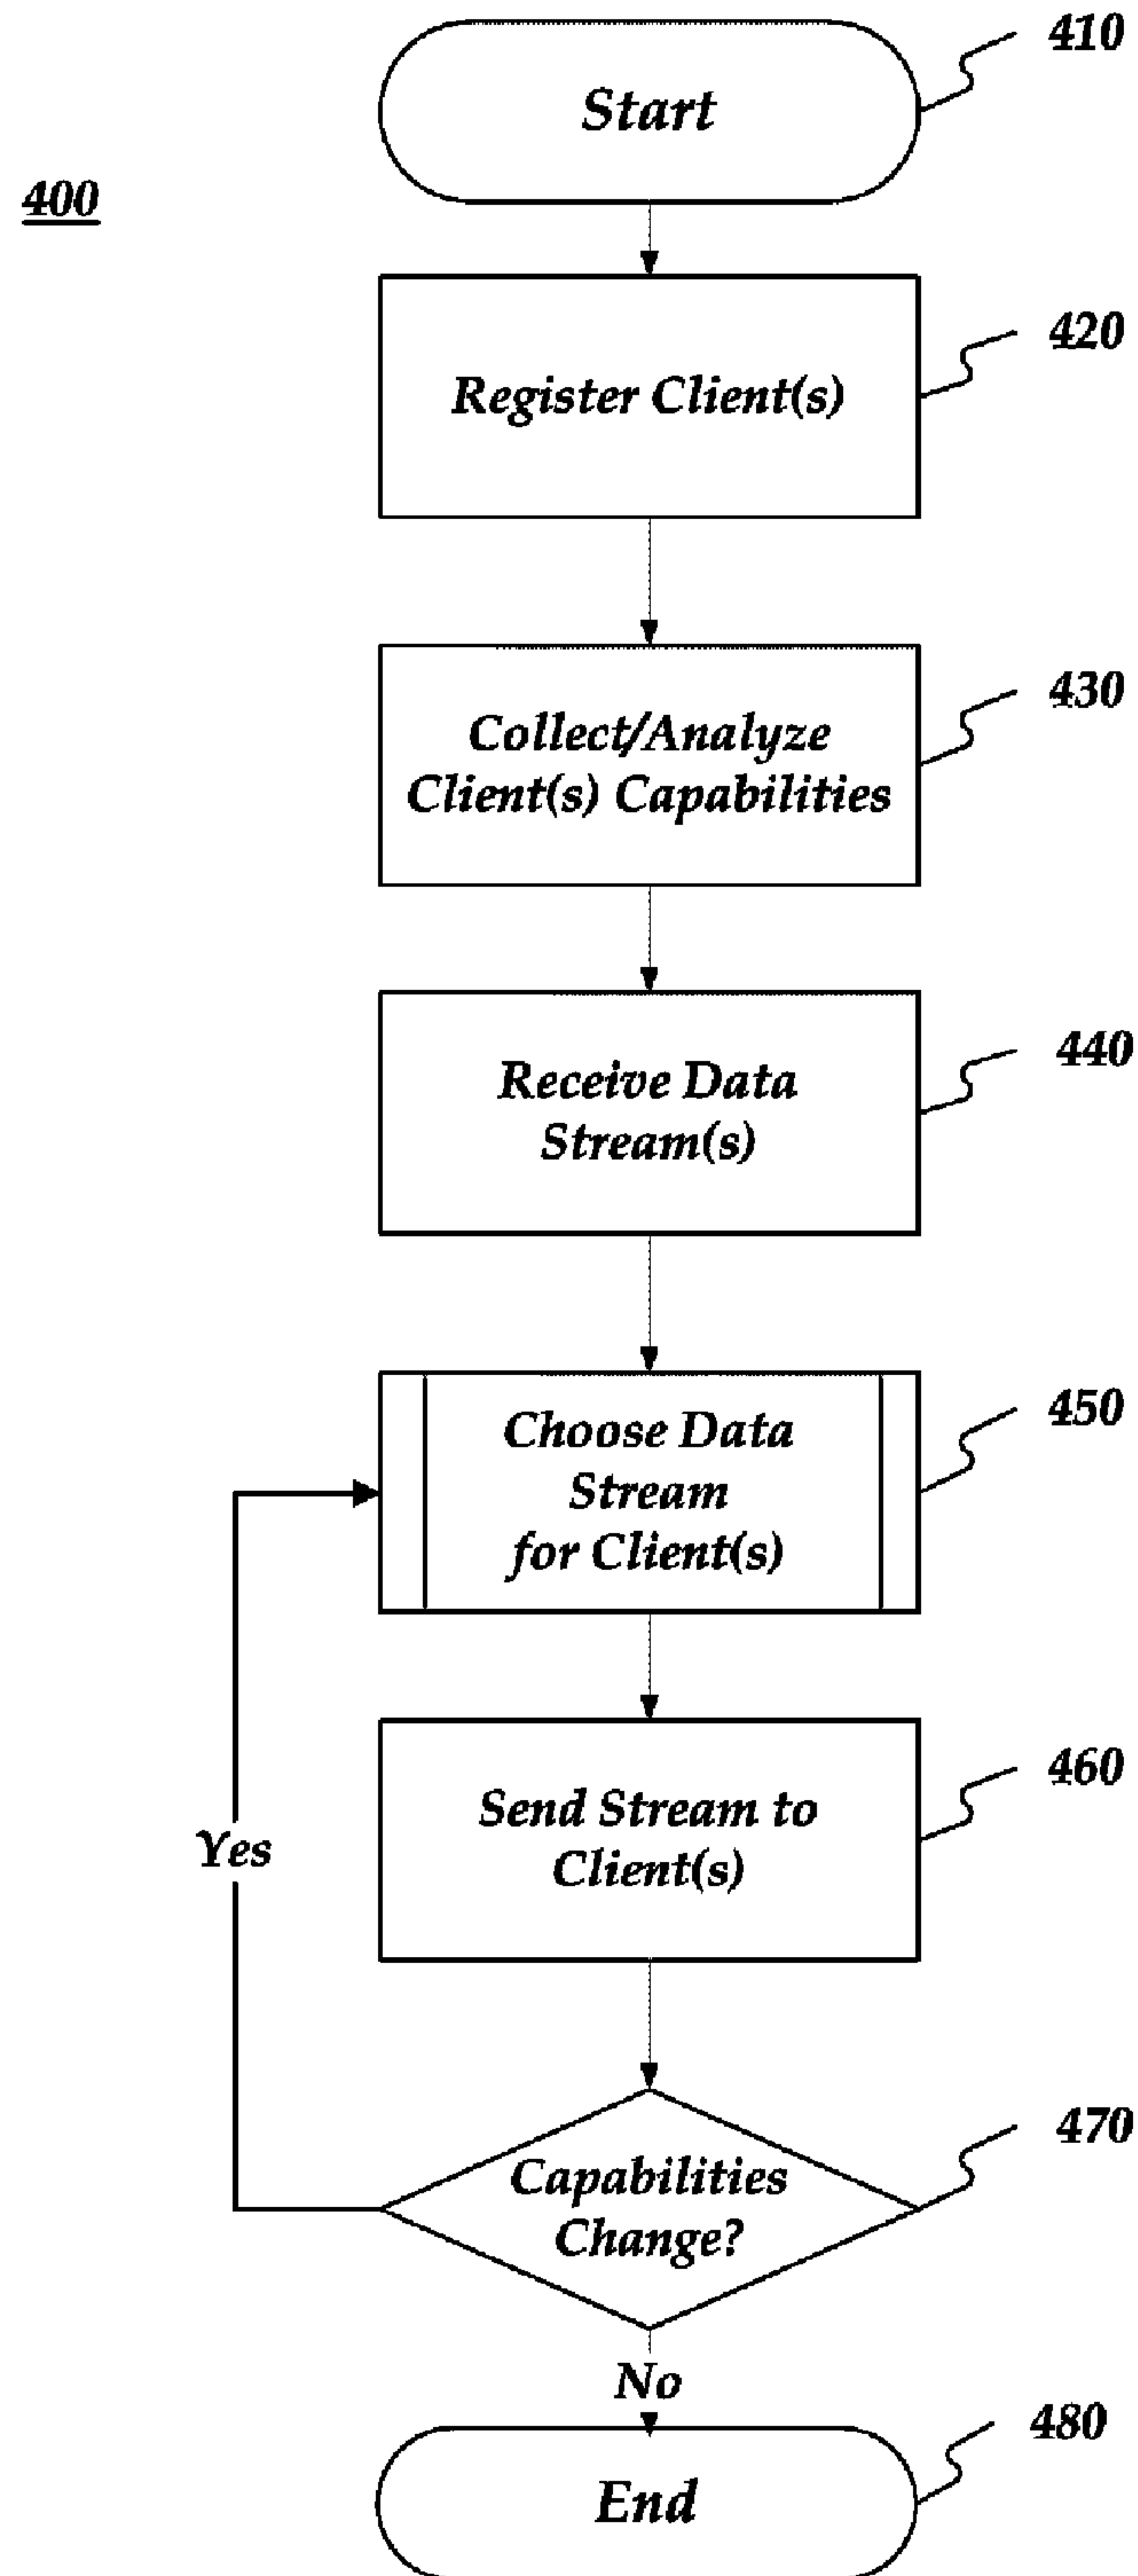 410
Start
400
420
Register Client(s)
430
Collect/Analyze
Client(s) Capabilities
440
Receive Data
Stream(s)
450
Choose Data
Stream
for Client(s)
460
Send Stream to
Client(s)
Yes
470
Capabilities
Change?
No
480
End